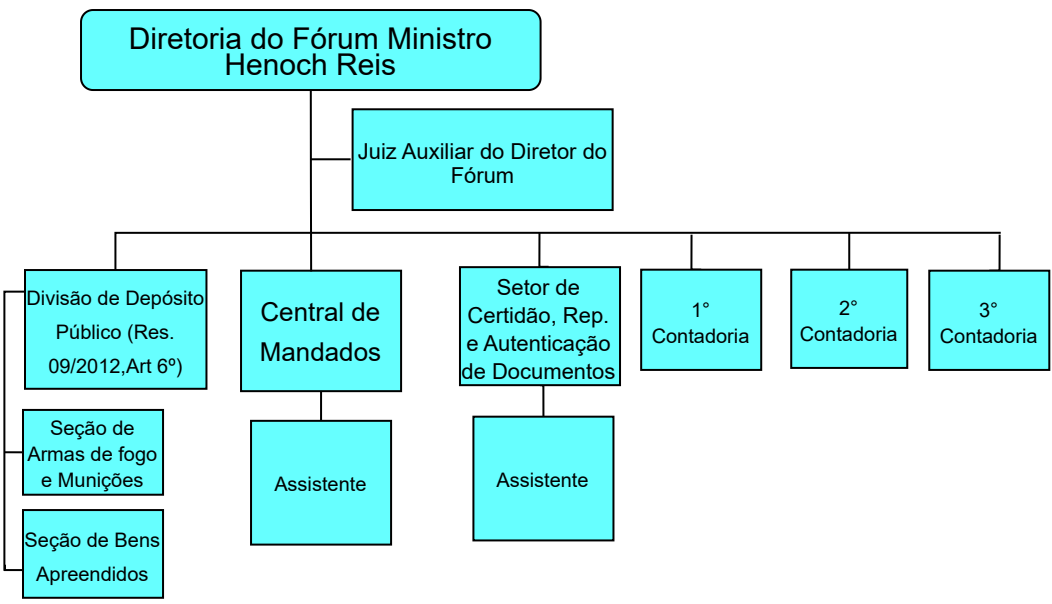 Diretoria do Fórum Ministro
Henoch Reis
Juiz Auxiliar do Diretor do
Fórum
Divisão de Depósito
Público (Res.
09/2012,Art 6º)
Central de
Mandados
Setor de
Certidão, Rep.
e Autenticação
de Documentos
1°
Contadoria
2°
Contadoria
3°
Contadoria
Seção de
Armas de fogo
e Munições
Assistente
Assistente
Seção de Bens
Apreendidos